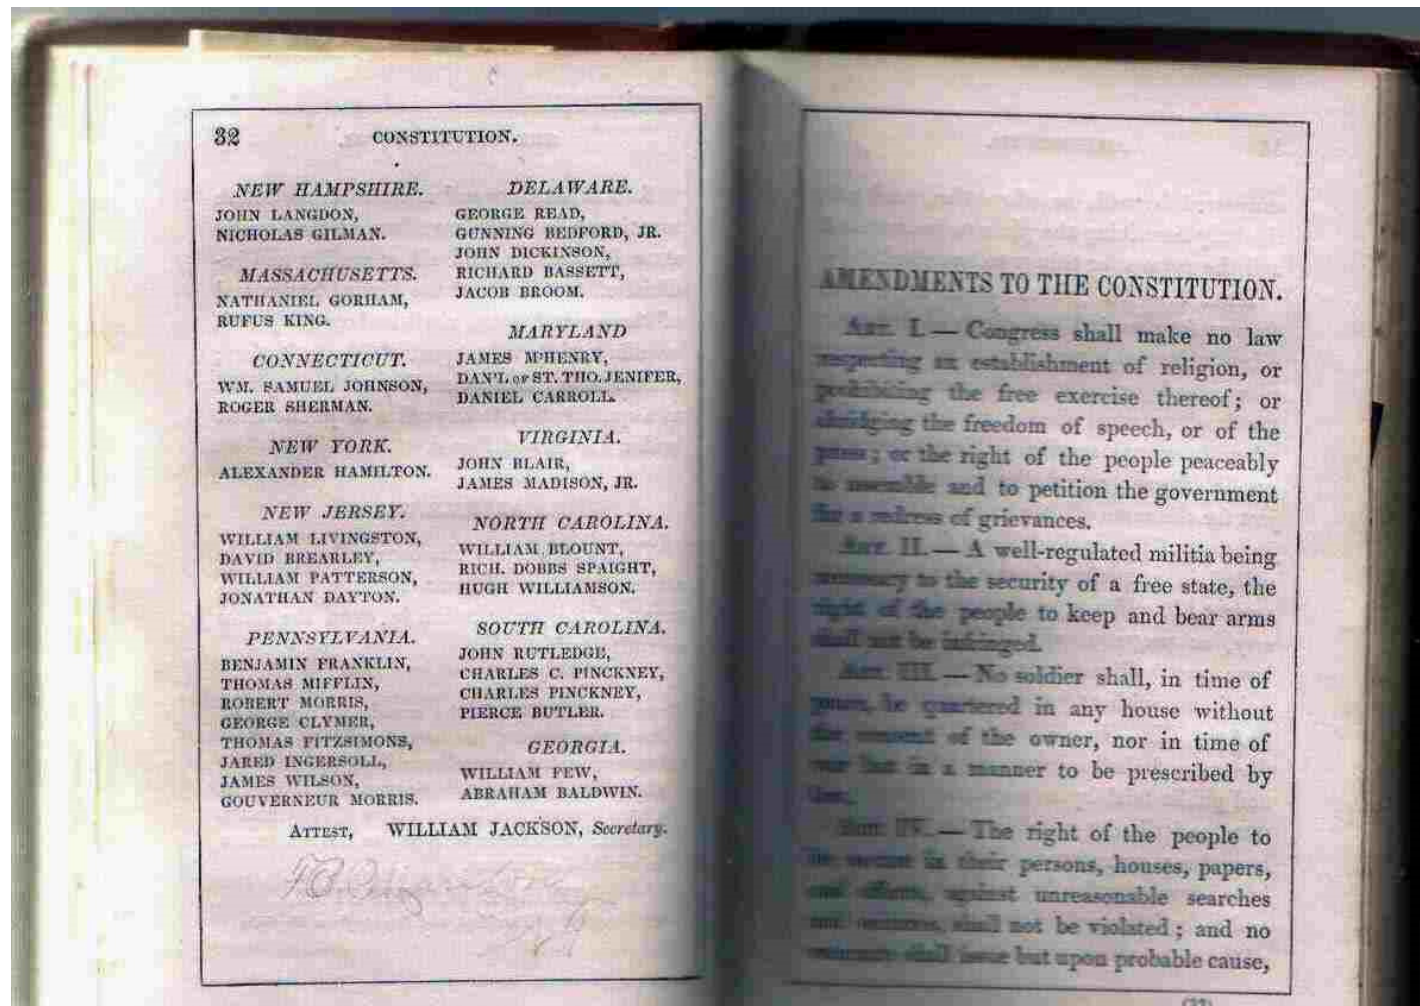 32 CONSTITUTION.
NEW HAMPSHIRE.
JOHN LANGDON,
NICHOLAS GILMAN.
MASSACHUSETTS.
NATHANIEL GORHAM,
RUFUS KING.
CONNECTICUT.
WM. SAMUEL JOHNSON,
ROGER SHERMAN.
NEW YORK.
ALEXANDER HAMILTON.
NEW JERSEY.
WILLIAM LIVINGSTON,
DAVID BREARLEY,
WILLIAM PATTERSON,
JONATHAN DAYTON.
PENNSYLVANIA.
BENJAMIN FRANKLIN,
THOMAS MIFFLIN,
ROBERT MORRIS,
GEORGE CLYMER,
THOMAS FITZSIMONS,
JARED INGERSOLL,
JAMES WILSON,
GOUVERNEUR MORRIS.
DELAWARE.
GEORGE READ,
GUNNING BEDFORD, JR.
JOHN DICKINSON,
RICHARD BASSETT,
JACOB BROOM.
MARYLAND
JAMES M'HENRY,
DAN'L OF ST. THO. JENIFER,
DANIEL CARROLL.
VIRGINIA.
JOHN BLAIR,
JAMES MADISON, JR.
NORTH CAROLINA.
WILLIAM BLOUNT,
RICH. DOBBS SPAIGHT,
HUGH WILLIAMSON.
SOUTH CAROLINA.
JOHN RUTLEDGE,
CHARLES C. PINCKNEY,
CHARLES PINCKNEY,
PIERCE BUTLER.
GEORGIA.
WILLIAM FEW,
ABRAHAM BALDWIN.
ATTEST, WILLIAM JACKSON, Secretary.
AMENDMENTS TO THE CONSTITUTION.
ART. I. — Congress shall make no law
respecting an establishment of religion, or
prohibiting the free exercise thereof; or
abridging the freedom of speech, or of the
press; or the right of the people peaceably
to assemble and to petition the government
for a redress of grievances.
ART. II. — A well-regulated militia being
necessary to the security of a free state, the
right of the people to keep and bear arms
shall not be infringed.
ART. III. — No soldier shall, in time of
peace, be quartered in any house without
the consent of the owner, nor in time of
war but in a manner to be prescribed by
law.
ART. IV. — The right of the people to
be secure in their persons, houses, papers,
and effects, against unreasonable searches
and seizures, shall not be violated; and no
warrants shall issue but upon probable cause,